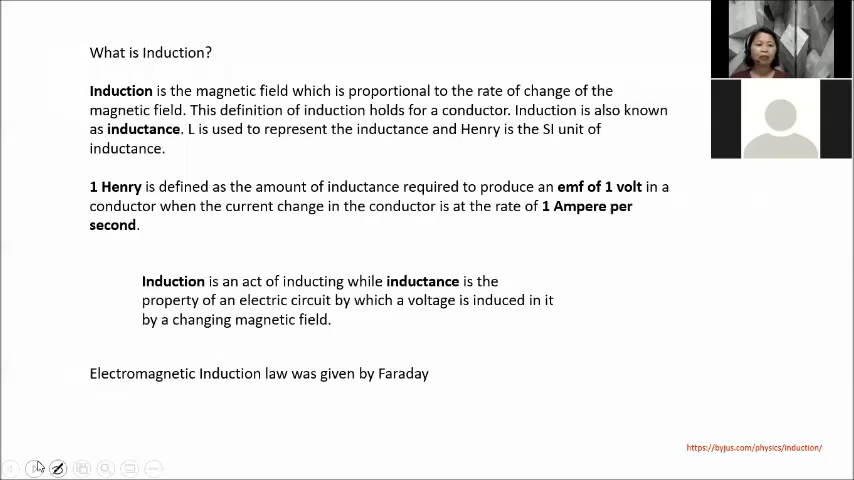 What is Induction?
Induction is the magnetic field which is proportional to the rate of change of the
magnetic field. This definition of induction holds for a conductor. Induction is also known
as inductance. L is used to represent the inductance and Henry is the SI unit of
inductance.
1 Henry is defined as the amount of inductance required to produce an emf of 1 volt in a
conductor when the current change in the conductor is at the rate of 1 Ampere per
second.
Induction is an act of inducting while inductance is the
property of an electric circuit by which a voltage is induced in it
by a changing magnetic field.
Electromagnetic Induction law was given by Faraday
https://byjus.com/physics/induction/